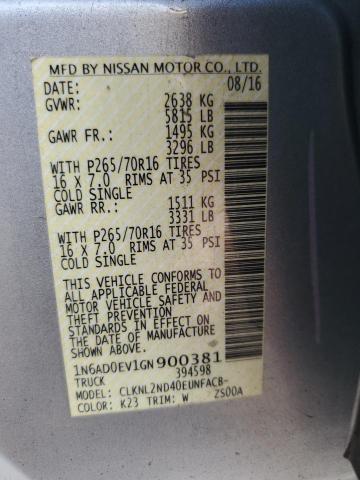 MFD BY NISSAN MOTOR CO., LTD.
DATE: 08/16
GVWR: 2638 KG
5815 LB
GAWR FR.: 1495 KG
3296 LB
WITH P265/70R16 TIRES
16 X 7.0 RIMS AT 35 PSI
COLD SINGLE
GAWR RR.: 1511 KG
3331 LB
WITH P265/70R16 TIRES
16 X 7.0 RIMS AT 35 PSI
COLD SINGLE
THIS VEHICLE CONFORMS TO
ALL APPLICABLE FEDERAL
MOTOR VEHICLE SAFETY AND
THEFT PREVENTION
STANDARDS IN EFFECT ON
THE DATE OF MANUFACTURE
SHOWN ABOVE.
1N6AD0EV1GN900381
TRUCK 394598
MODEL: CLKNL2ND40EUNFACB-
COLOR: K23 TRIM: W ZS00A